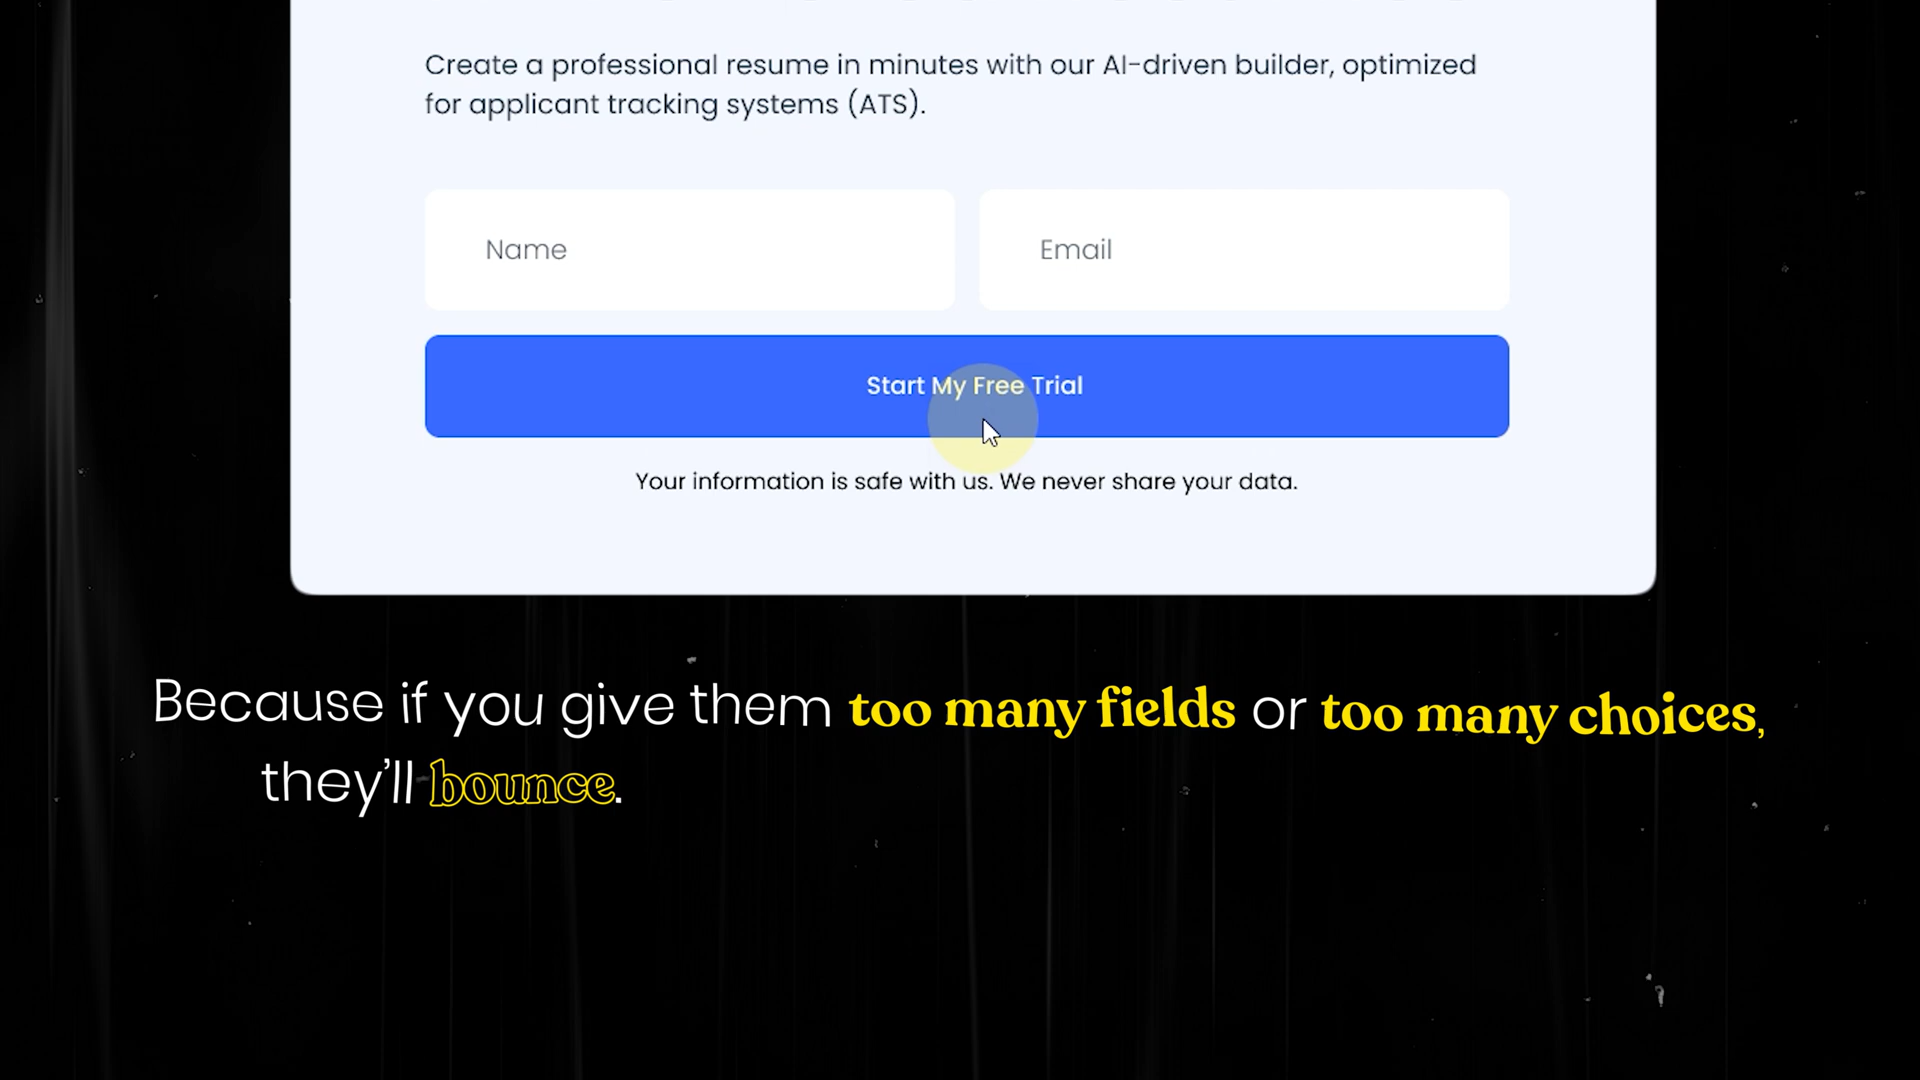 Create a professional resume in minutes with our AI-driven builder, optimized
for applicant tracking systems (ATS).
Name
Email
Start My Free Trial
Your information is safe with us. We never share your data.
Because if you give them too many fields or too many choices,
they'll bounce.